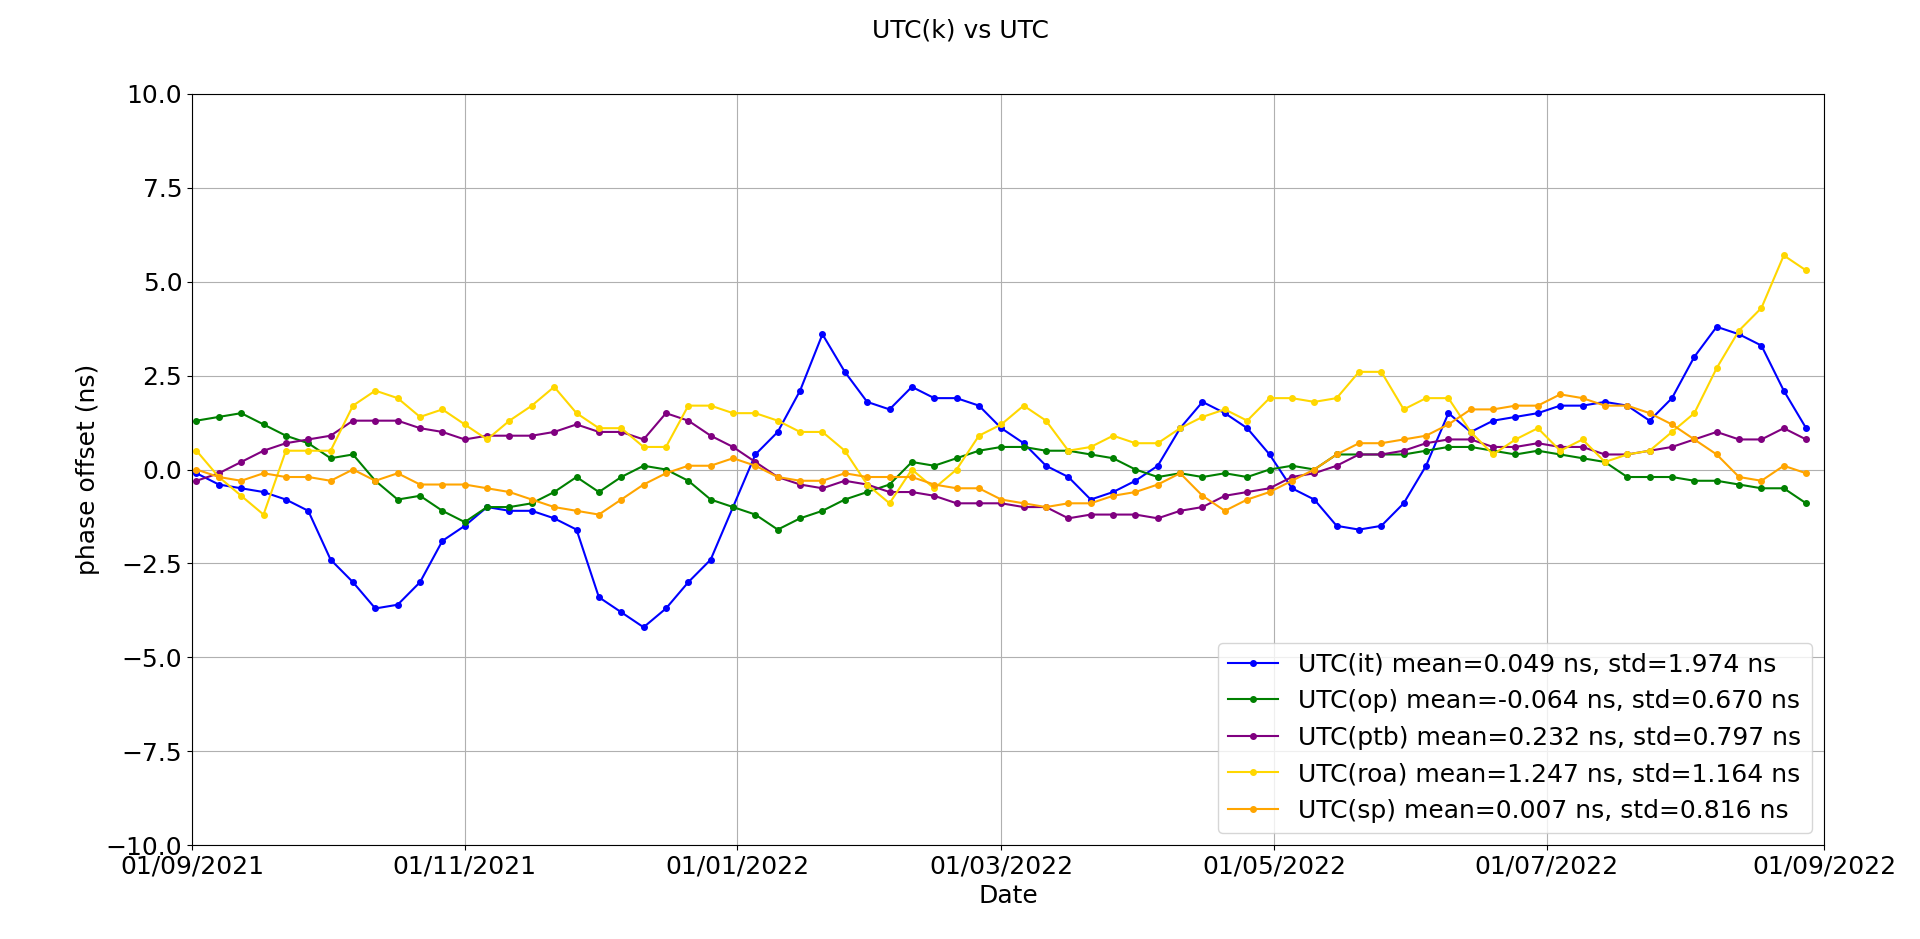 UTC(k) vs UTC
10.0
7.5
5.0
2.5
0.0
−2.5
−5.0
−7.5
−10.0
phase offset (ns)
UTC(it) mean=0.049 ns, std=1.974 ns
UTC(op) mean=-0.064 ns, std=0.670 ns
UTC(ptb) mean=0.232 ns, std=0.797 ns
UTC(roa) mean=1.247 ns, std=1.164 ns
UTC(sp) mean=0.007 ns, std=0.816 ns
01/09/2021 01/11/2021 01/01/2022 01/03/2022 01/05/2022 01/07/2022 01/09/2022
Date